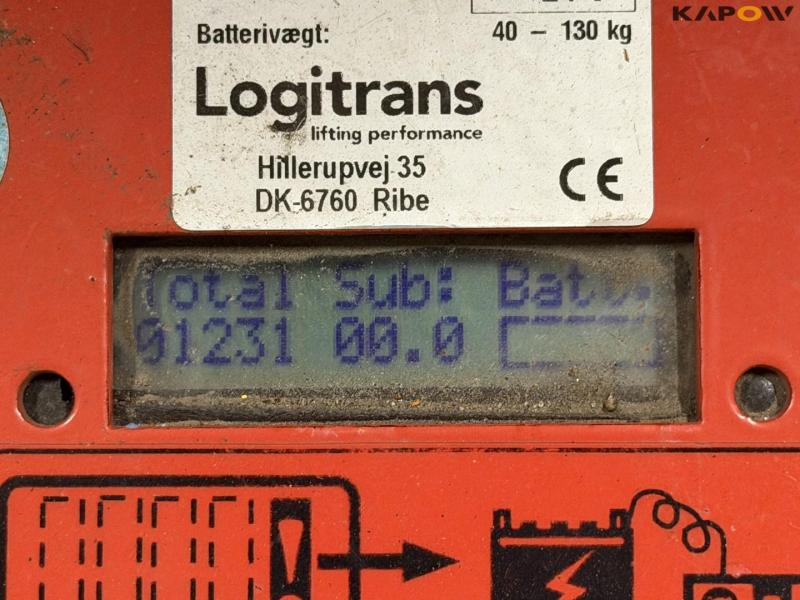 KAPOW
Batterivægt: 40 – 130 kg
Logitrans
lifting performance
Hillerupvej 35
DK-6760 Ribe
CE
Total Sub: Batt.
01231 00.0